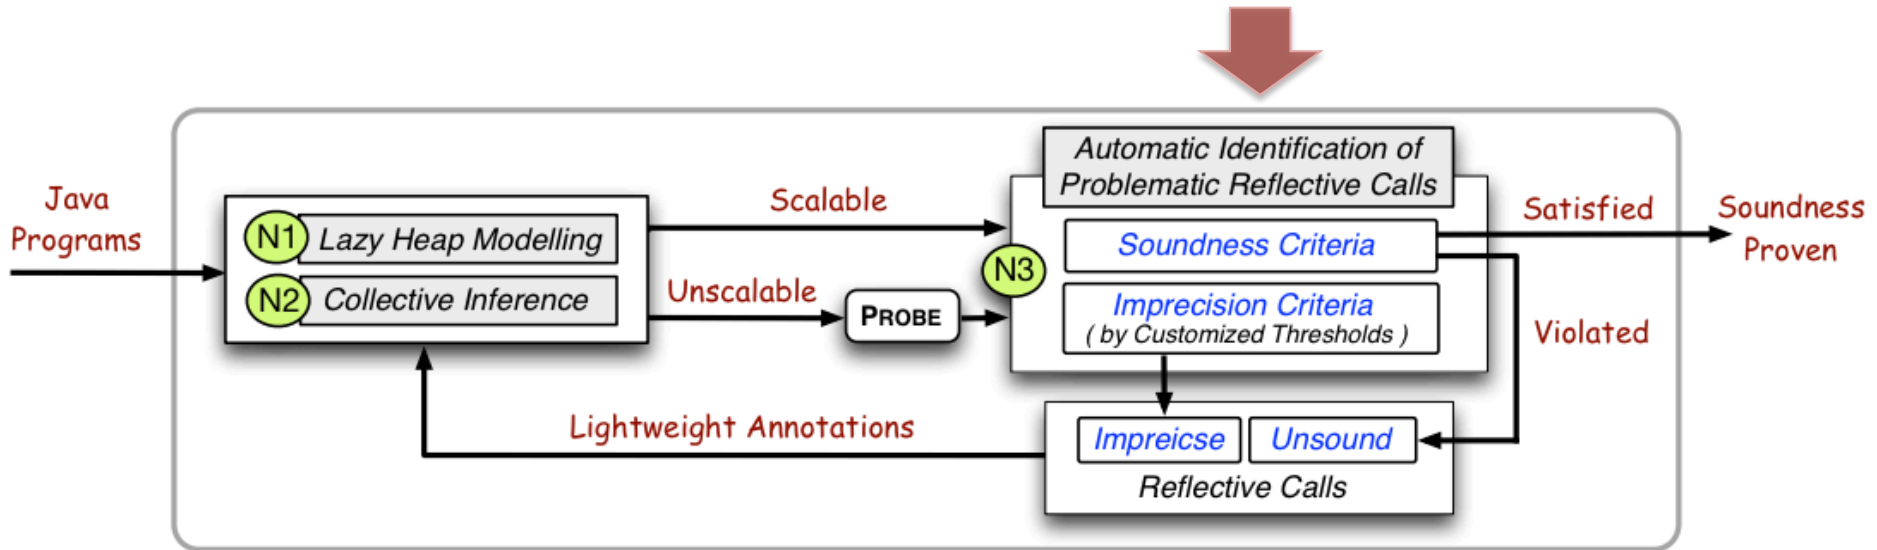 Java
Programs
N1
Lazy Heap Modelling
N2
Collective Inference
Scalable
Unscalable
PROBE
N3
Automatic Identification of
Problematic Reflective Calls
Soundness Criteria
Imprecision Criteria
( by Customized Thresholds )
Satisfied
Soundness
Proven
Violated
Impreicse
Unsound
Reflective Calls
Lightweight Annotations